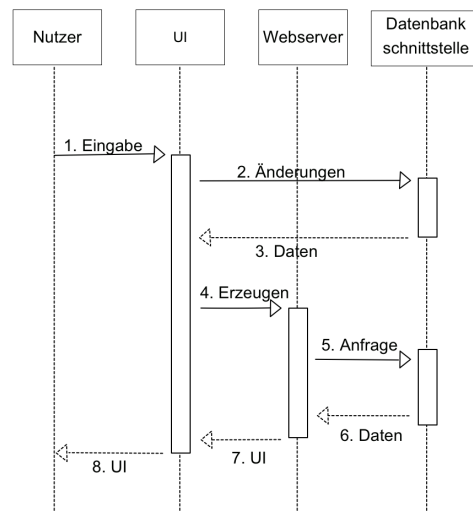 Nutzer
UI
Webserver
Datenbank
schnittstelle
1. Eingabe
2. Änderungen
3. Daten
4. Erzeugen
5. Anfrage
6. Daten
7. UI
8. UI